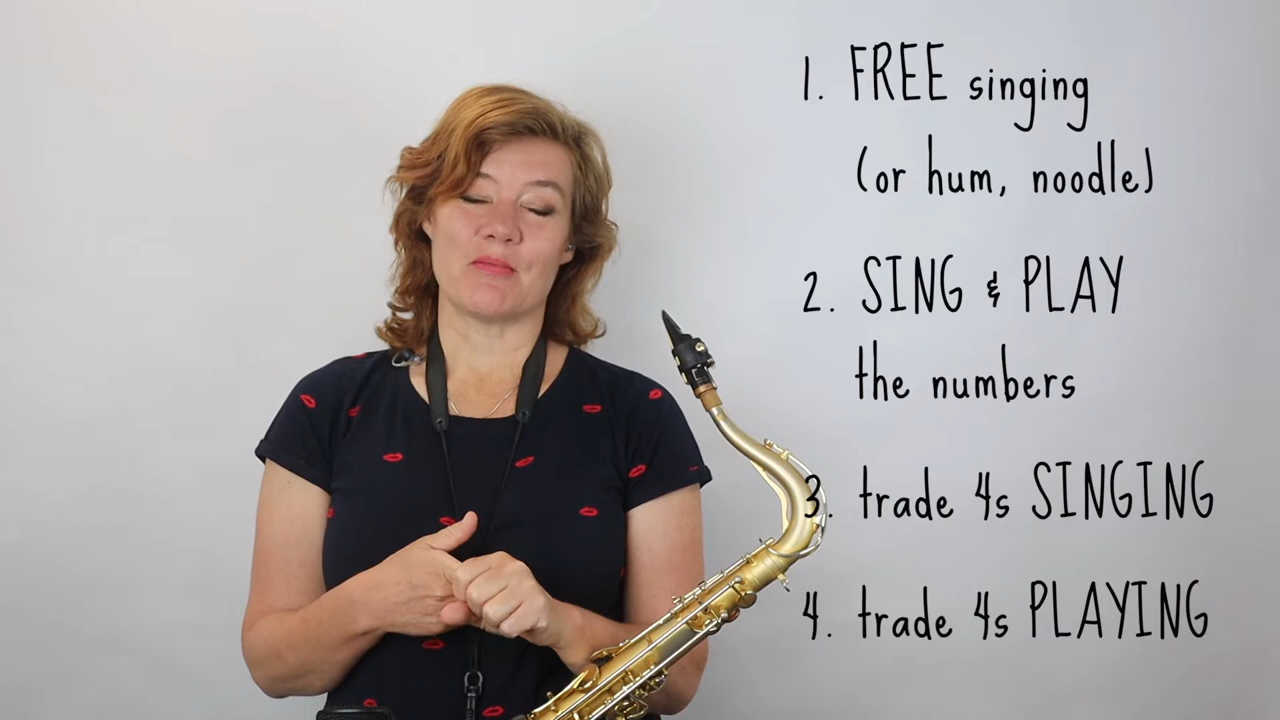 1. FREE singing
(or hum, noodle)
2. SING & PLAY
the numbers
3. trade 4s SINGING
4. trade 4s PLAYING